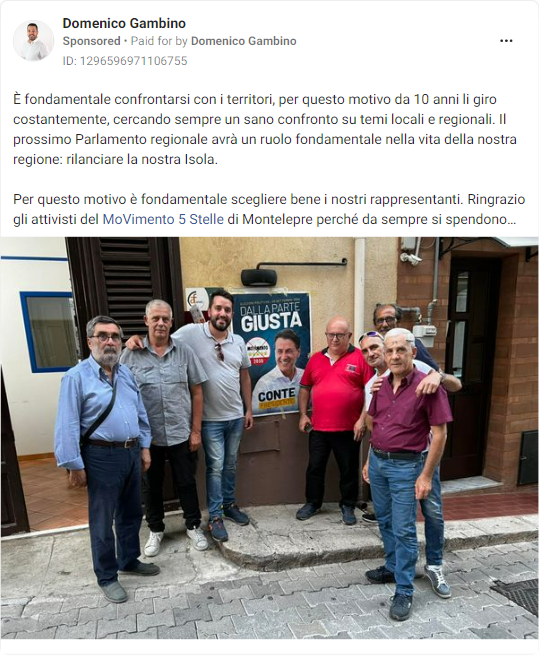 Domenico Gambino
Sponsored • Paid for by Domenico Gambino
ID: 1296596971106755
È fondamentale confrontarsi con i territori, per questo motivo da 10 anni li giro
costantemente, cercando sempre un sano confronto su temi locali e regionali. Il
prossimo Parlamento regionale avrà un ruolo fondamentale nella vita della nostra
regione: rilanciare la nostra Isola.
Per questo motivo è fondamentale scegliere bene i nostri rappresentanti. Ringrazio
gli attivisti del MoVimento 5 Stelle di Montelepre perché da sempre si spendono...
DALLA PARTE
GIUSTA
2050
CONTE
PRESIDENTE